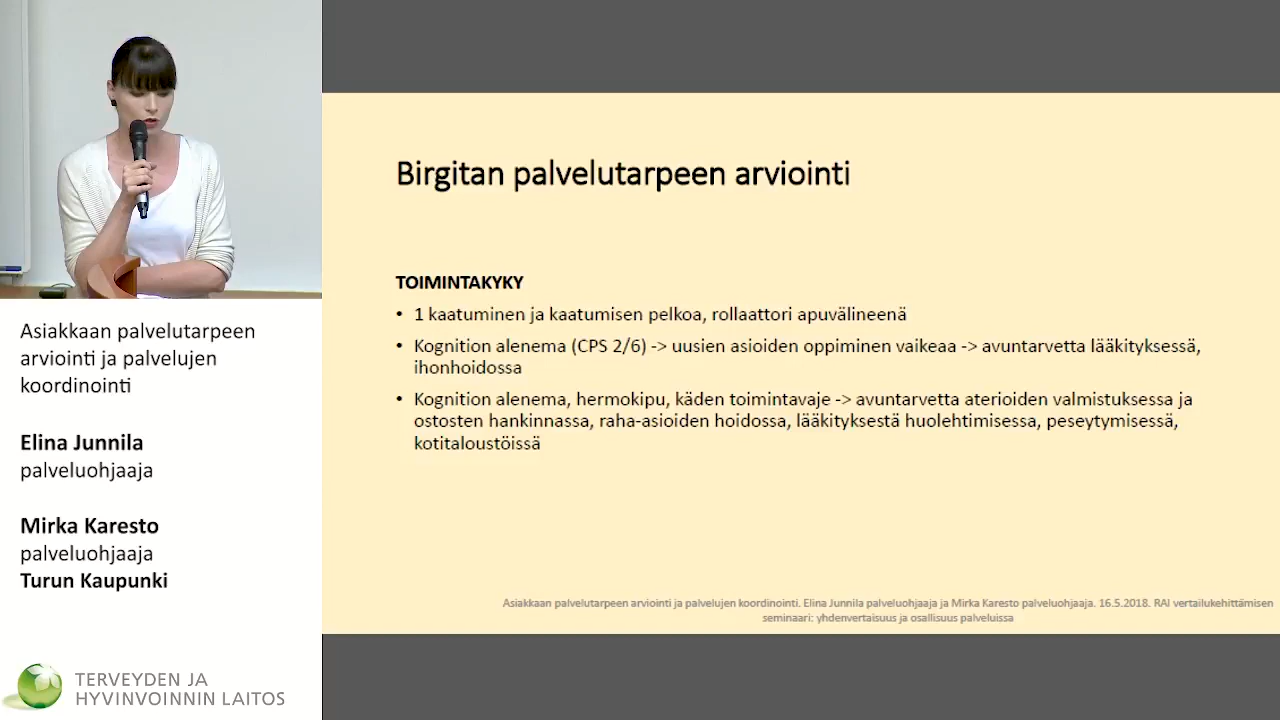 Birgitan palvelutarpeen arviointi
TOIMINTAKYKY
• 1 kaatuminen ja kaatumisen pelkoa, rollaattori apuvälineenä
• Kognition alenema (CPS 2/6) -> uusien asioiden oppiminen vaikeaa -> avuntarvetta lääkityksessä,
ihonhoidossa
• Kognition alenema, hermokipu, käden toimintavaje -> avuntarvetta aterioiden valmistuksessa ja
ostosten hankinnassa, raha-asioiden hoidossa, lääkityksestä huolehtimisessa, peseytymisessä,
kotitaloustöissä
Asiakkaan palvelutarpeen arviointi ja palvelujen koordinointi. Elina Junnila palveluohjaaja ja Mirka Karesto palveluohjaaja. 16.5.2018. RAI vertailukehittämisen
seminaari: yhdenvertaisuus ja osallisuus palveluissa
Asiakkaan palvelutarpeen
arviointi ja palvelujen
koordinointi
Elina Junnila
palveluohjaaja
Mirka Karesto
palveluohjaaja
Turun Kaupunki
TERVEYDEN JA
HYVINVOINNIN LAITOS